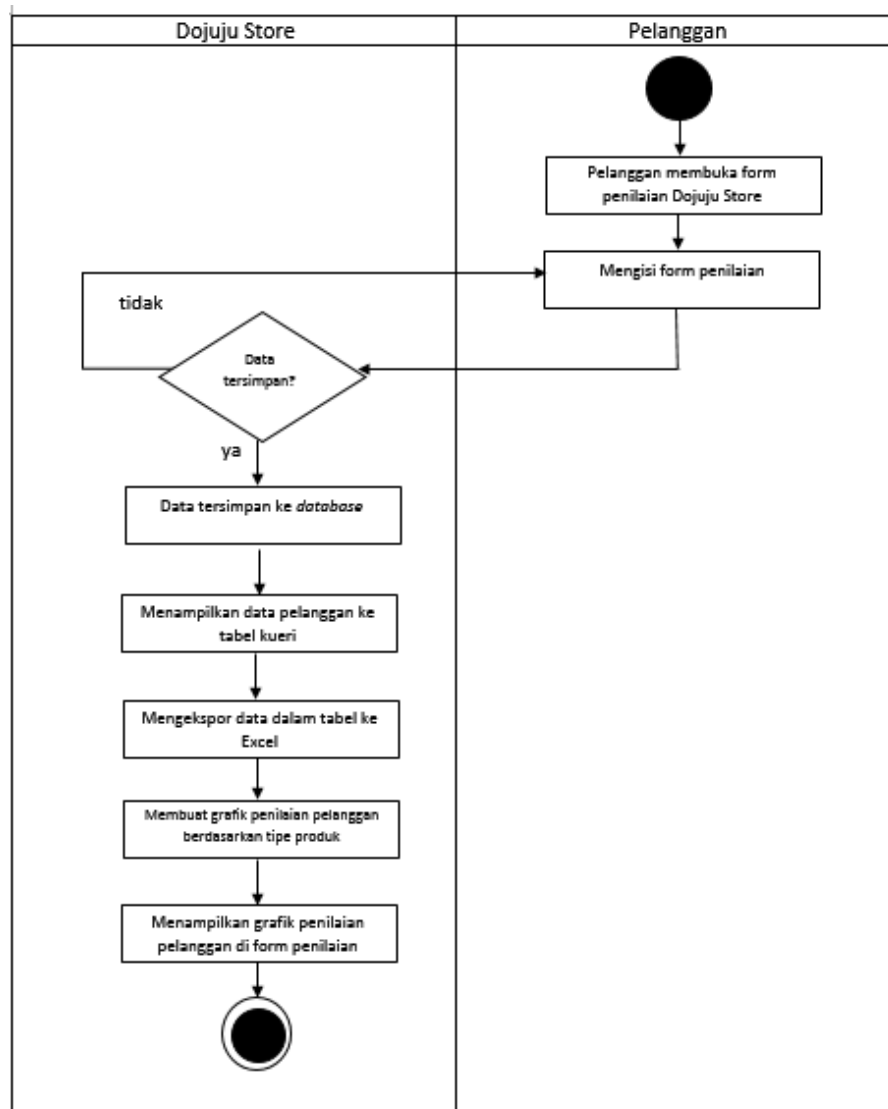 Dojuju Store
Pelanggan
Pelanggan membuka form
penilaian Dojuju Store
Mengisi form penilaian
tidak
Data
tersimpan?
ya
Data tersimpan ke database
Menampilkan data pelanggan ke
tabel kueri
Mengekspor data dalam tabel ke
Excel
Membuat grafik penilaian pelanggan
berdasarkan tipe produk
Menampilkan grafik penilaian
pelanggan di form penilaian